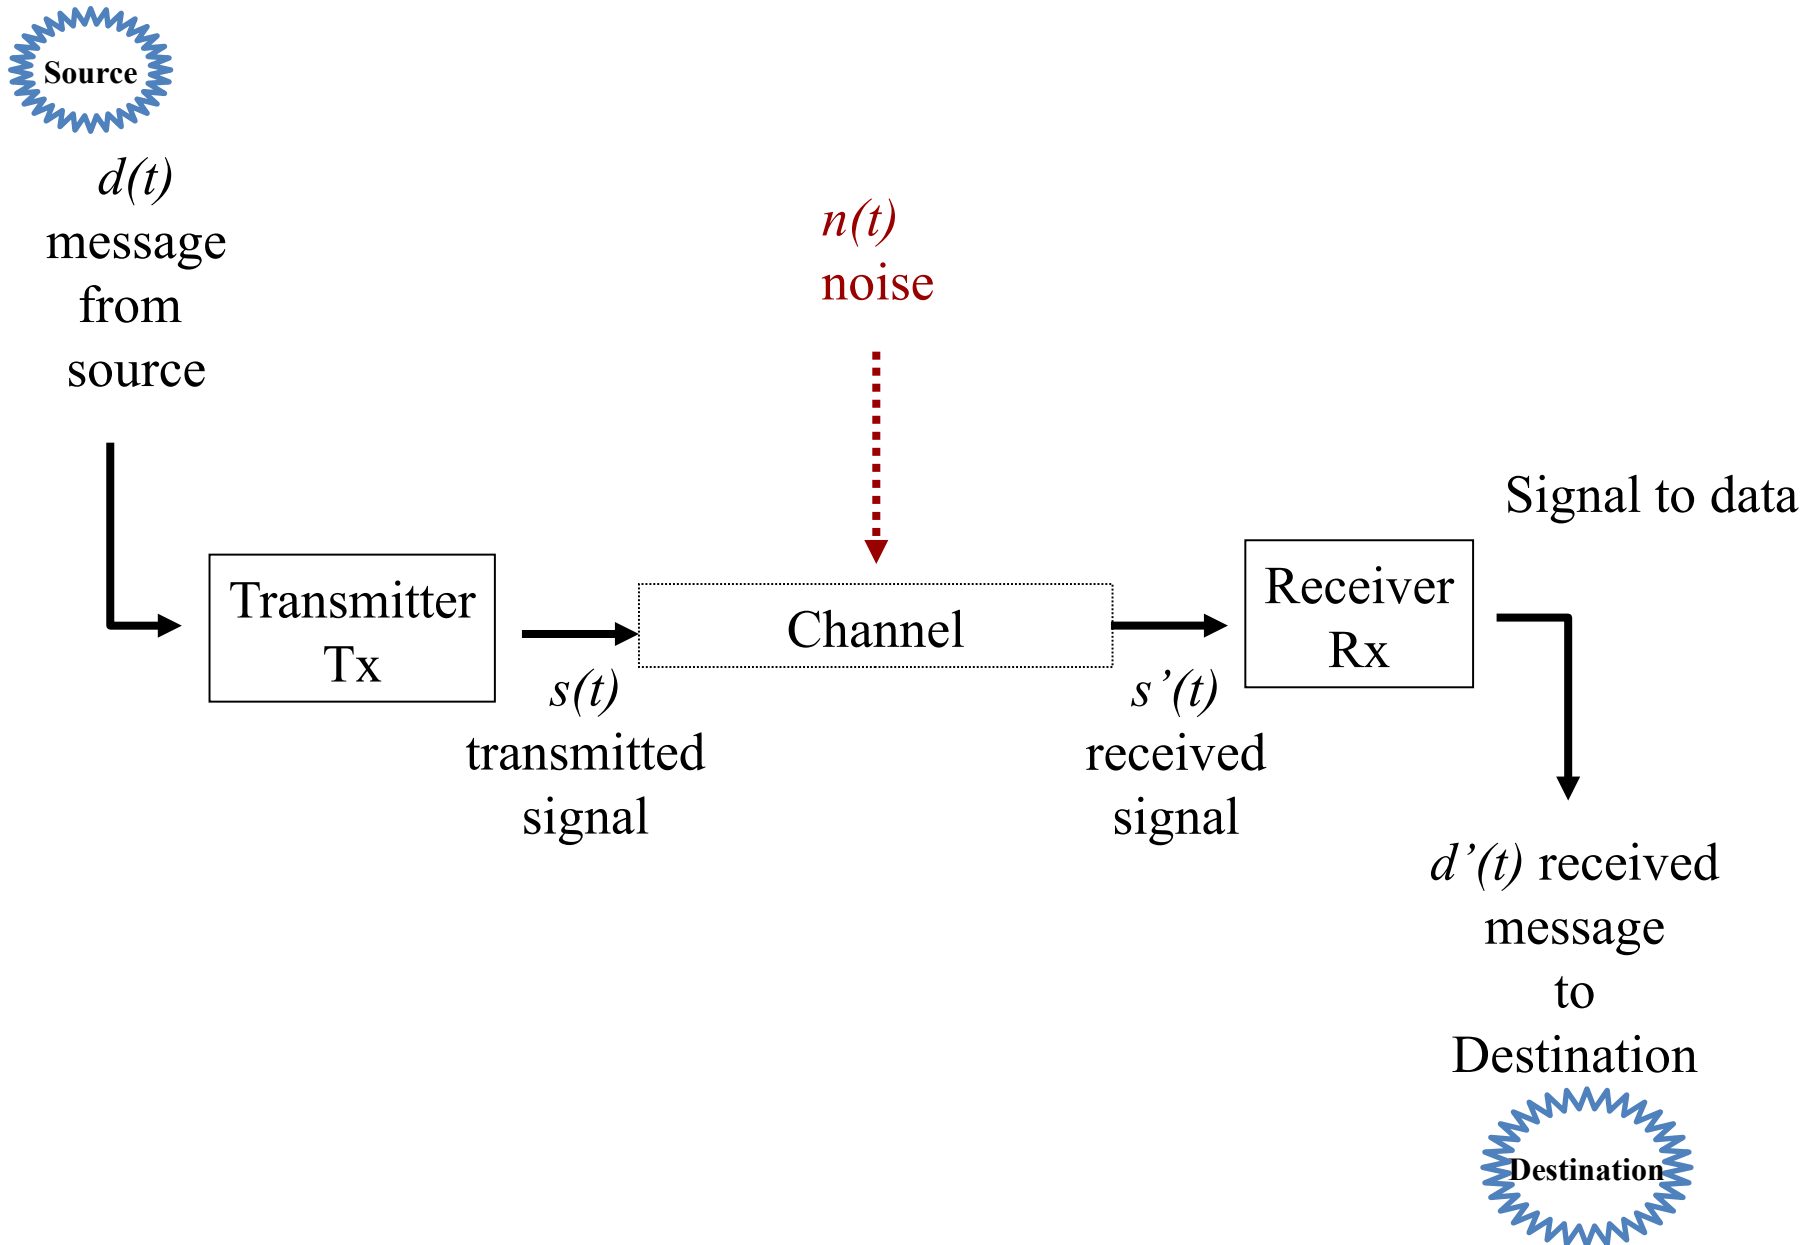 Source
d(t)
message
from
source
n(t)
noise
Signal to data
Transmitter
Tx
Channel
Receiver
Rx
s(t)
transmitted
signal
s’(t)
received
signal
d’(t) received
message
to
Destination
Destination